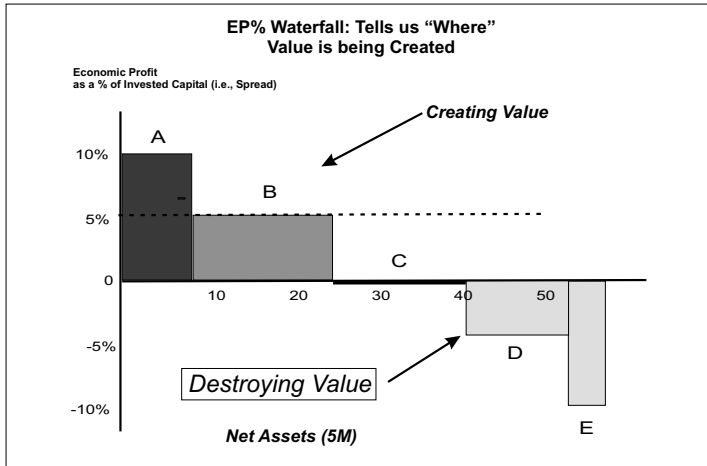 EP% Waterfall: Tells us “Where”
Value is being Created
Economic Profit
as a % of Invested Capital (i.e., Spread)
Creating Value
A
10%
B
5%
C
0
10
20
30
40
50
-5%
D
Destroying Value
-10%
E
Net Assets (5M)